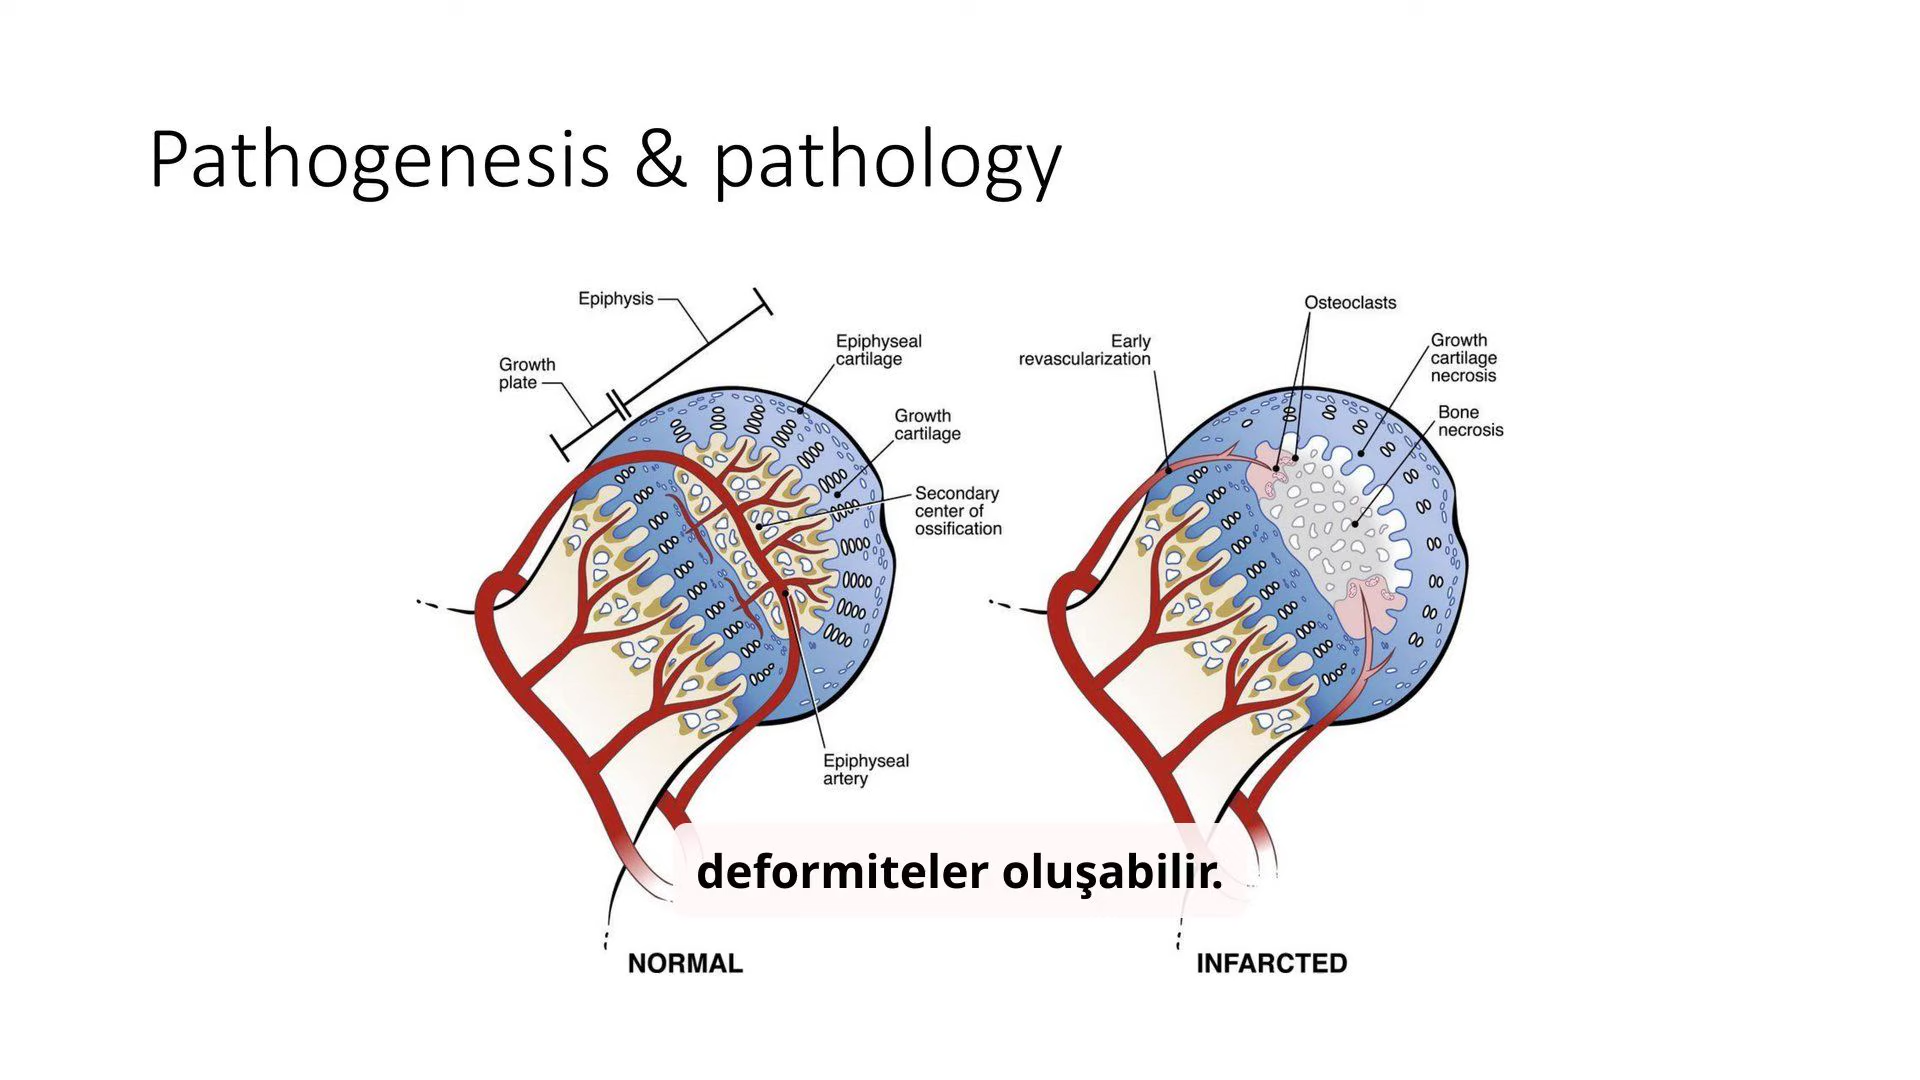 Pathogenesis & pathology
Epiphysis
Growth
plate
Epiphyseal
cartilage
Growth
cartilage
Secondary
center of
ossification
Epiphyseal
artery
NORMAL
Early
revascularization
Osteoclasts
Growth
cartilage
necrosis
Bone
necrosis
INFARCTED
deformiteler oluşabilir.